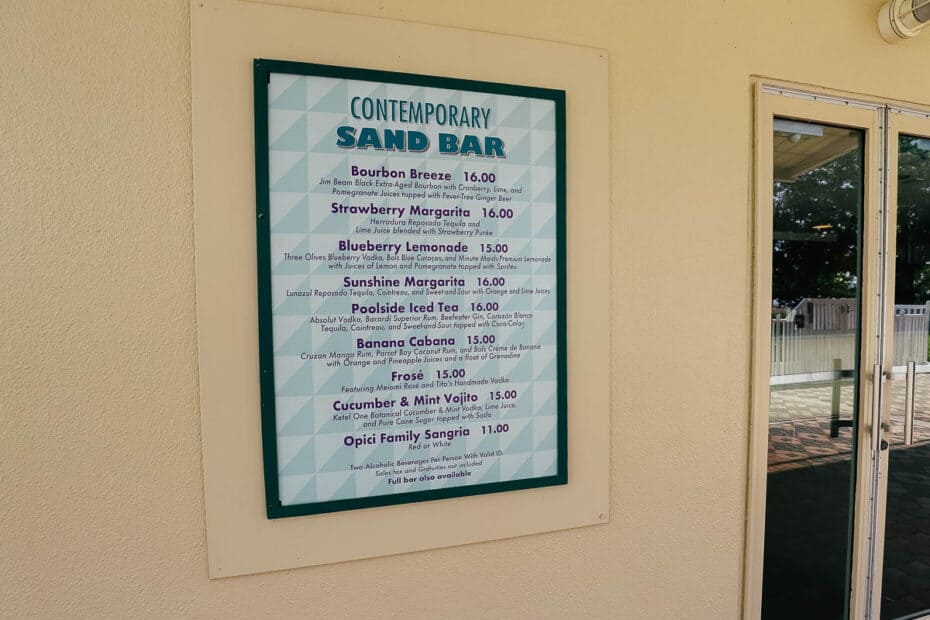 CONTEMPORARY
SAND BAR
Bourbon Breeze 16.00
Jim Beam Black Extra-Aged Bourbon with Cranberry, Lime, and
Pomegranate Juices topped with Fever-Tree Ginger Beer
Strawberry Margarita 16.00
Herradura Reposado Tequila and
Lime Juice blended with Strawberry Purée
Blueberry Lemonade 15.00
Three Olives Blueberry Vodka, Bols Blue Curaçao, and Minute Maid® Premium Lemonade
with Juices of Lemon and Pomegranate topped with Sprite®
Sunshine Margarita 16.00
Lunazul Reposado Tequila, Cointreau, and Sweet-and-Sour with Orange and Lime Juices
Poolside Iced Tea 16.00
Absolut Vodka, Bacardi Superior Rum, Beefeater Gin, Corazón Blanco
Tequila, Cointreau, and Sweet-and-Sour topped with Coca-Cola®
Banana Cabana 15.00
Cruzan Mango Rum, Parrot Bay Coconut Rum, and Bols Crème de Banana
with Orange and Pineapple Juices and a float of Grenadine
Frosé 15.00
Featuring Meiomi Rosé and Tito's Handmade Vodka
Cucumber & Mint Vojito 15.00
Ketel One Botanical Cucumber & Mint Vodka, Lime Juice,
and Pure Cane Sugar topped with Soda
Opici Family Sangria 11.00
Red or White
Two Alcoholic Beverages Per Person With Valid ID.
Sales tax and Gratuities not included
Full bar also available